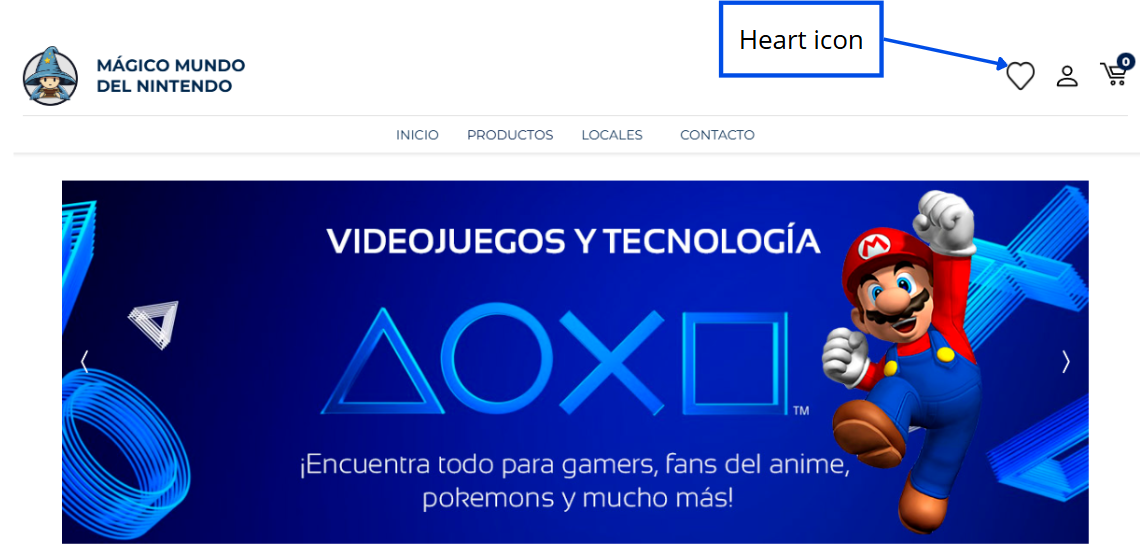 Heart icon
MÁGICO MUNDO
DEL NINTENDO
0
INICIO PRODUCTOS LOCALES CONTACTO
VIDEOJUEGOS Y TECNOLOGÍA
M
TM
¡Encuentra todo para gamers, fans del anime,
pokemons y mucho más!